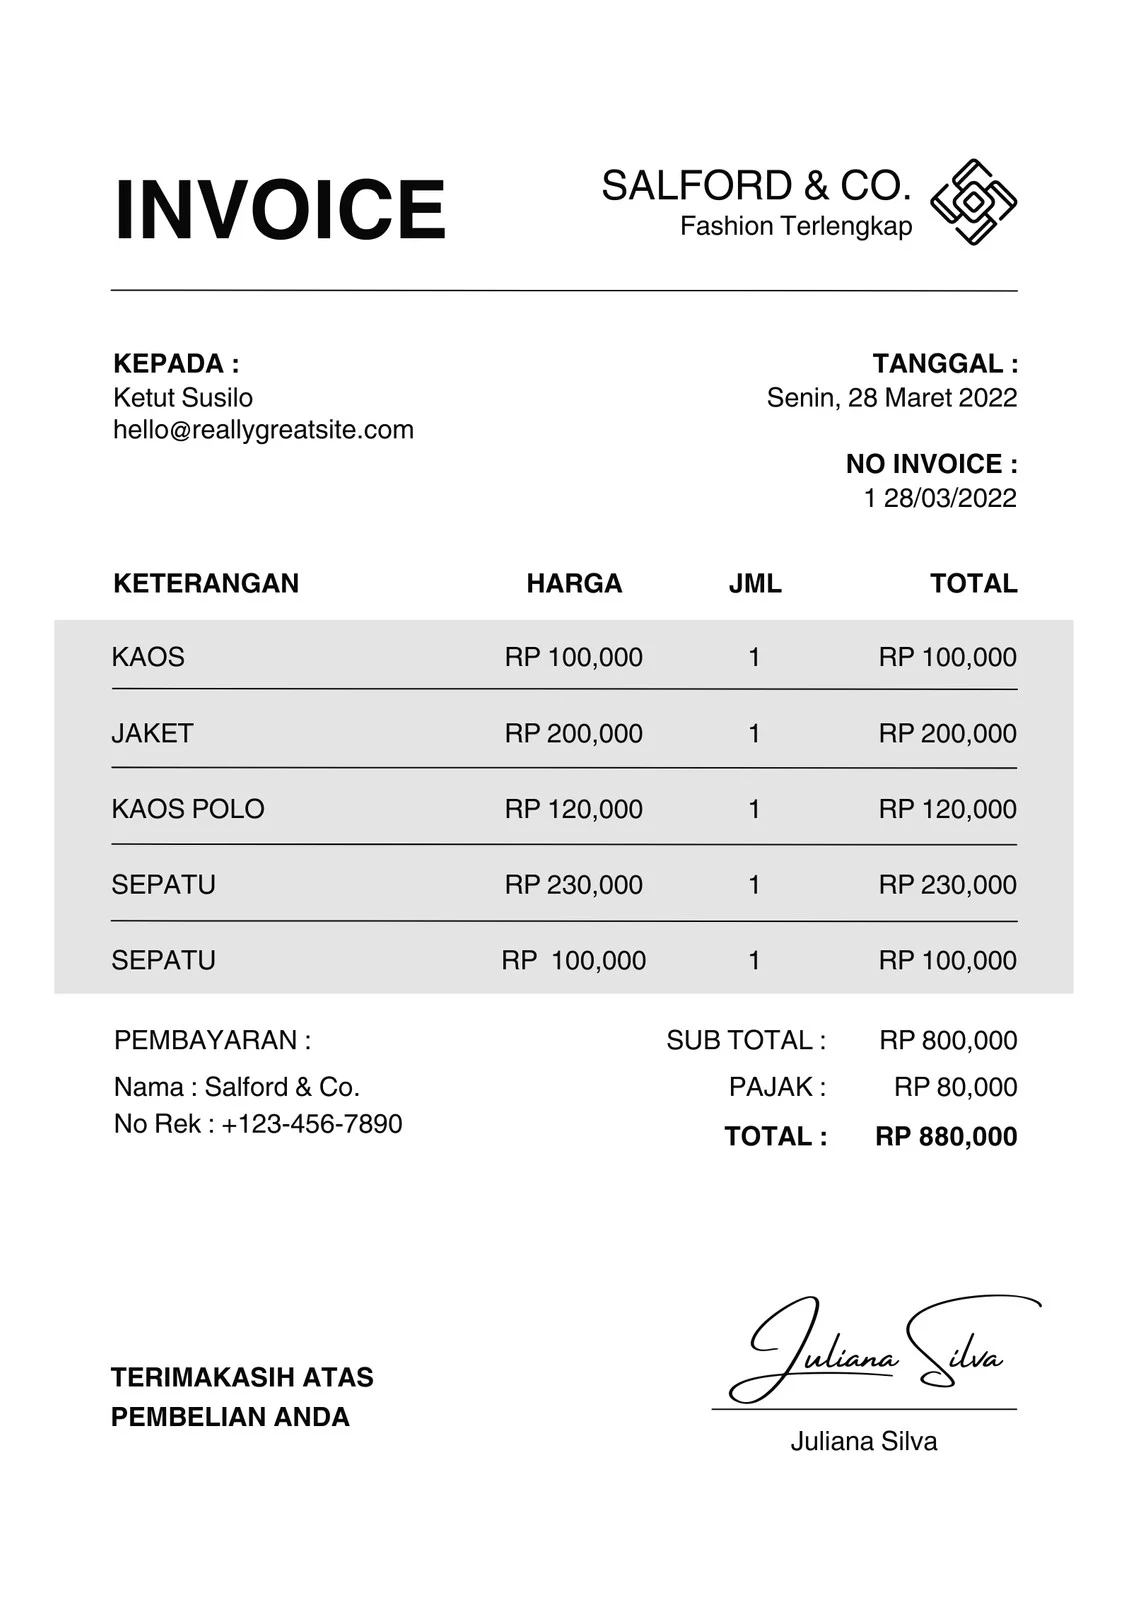 INVOICE
SALFORD & CO.
Fashion Terlengkap
KEPADA :
Ketut Susilo
hello@reallygreatsite.com
TANGGAL :
Senin, 28 Maret 2022
NO INVOICE :
1 28/03/2022
KETERANGAN HARGA JML TOTAL
KAOS RP 100,000 1 RP 100,000
JAKET RP 200,000 1 RP 200,000
KAOS POLO RP 120,000 1 RP 120,000
SEPATU RP 230,000 1 RP 230,000
SEPATU RP 100,000 1 RP 100,000
PEMBAYARAN :
Nama : Salford & Co.
No Rek : +123-456-7890
SUB TOTAL : RP 800,000
PAJAK : RP 80,000
TOTAL : RP 880,000
TERIMAKASIH ATAS
PEMBELIAN ANDA
Juliana Silva
Juliana Silva